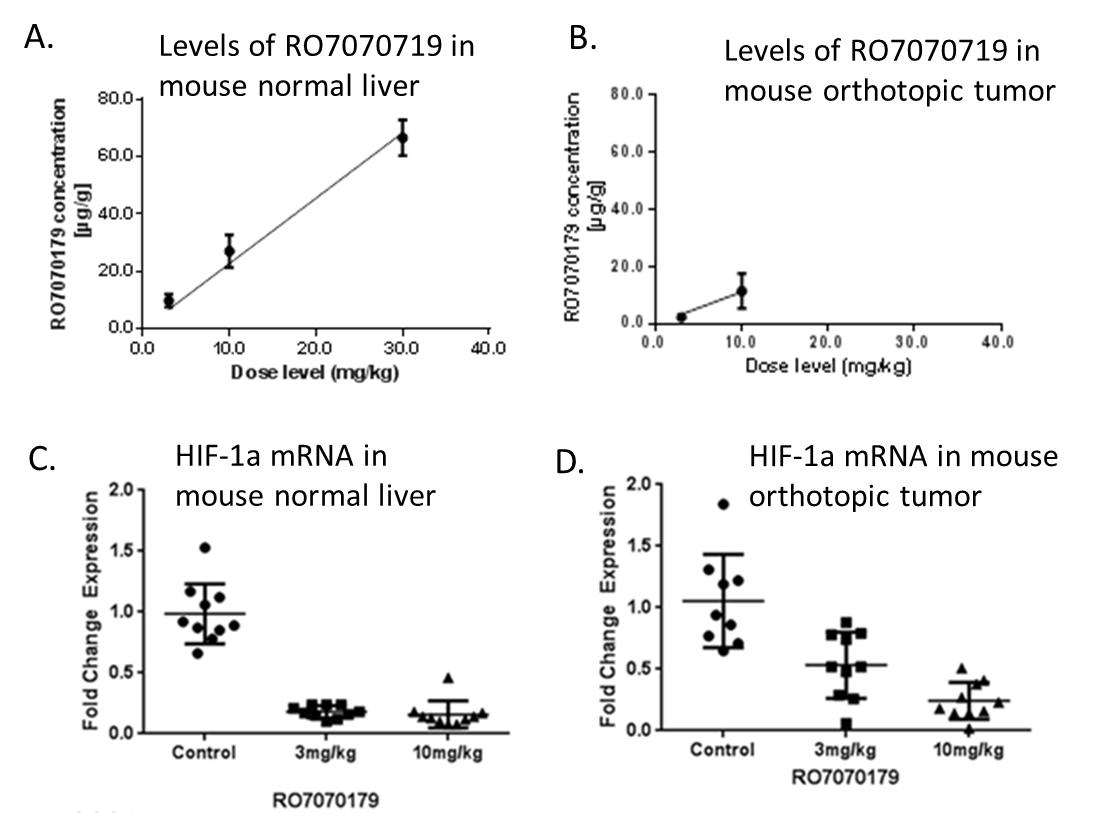 A.
Levels of RO7070719 in
mouse normal liver
RO7070179 concentration
[µg/g]
80.0
60.0
40.0
20.0
0.0
0.0 10.0 20.0 30.0 40.0
Dose level (mg/kg)
B.
Levels of RO7070719 in
mouse orthotopic tumor
RO7070179 concentration
[µg/g]
80.0
60.0
40.0
20.0
0.0
0.0 10.0 20.0 30.0 40.0
Dose level (mg/kg)
C.
HIF-1a mRNA in
mouse normal liver
Fold Change Expression
2.0
1.5
1.0
0.5
0.0
Control 3mg/kg 10mg/kg
RO7070179
D.
HIF-1a mRNA in mouse
orthotopic tumor
Fold Change Expression
2.0
1.5
1.0
0.5
0.0
Control 3mg/kg 10mg/kg
RO7070179